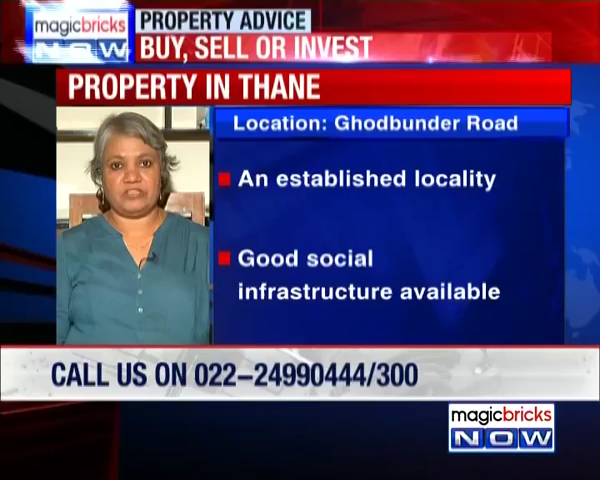 magicbricks
NOW
PROPERTY ADVICE
BUY, SELL OR INVEST
PROPERTY IN THANE
Location: Ghodbunder Road
An established locality
Good social
infrastructure available
CALL US ON 022–24990444/300
magicbricks
NOW